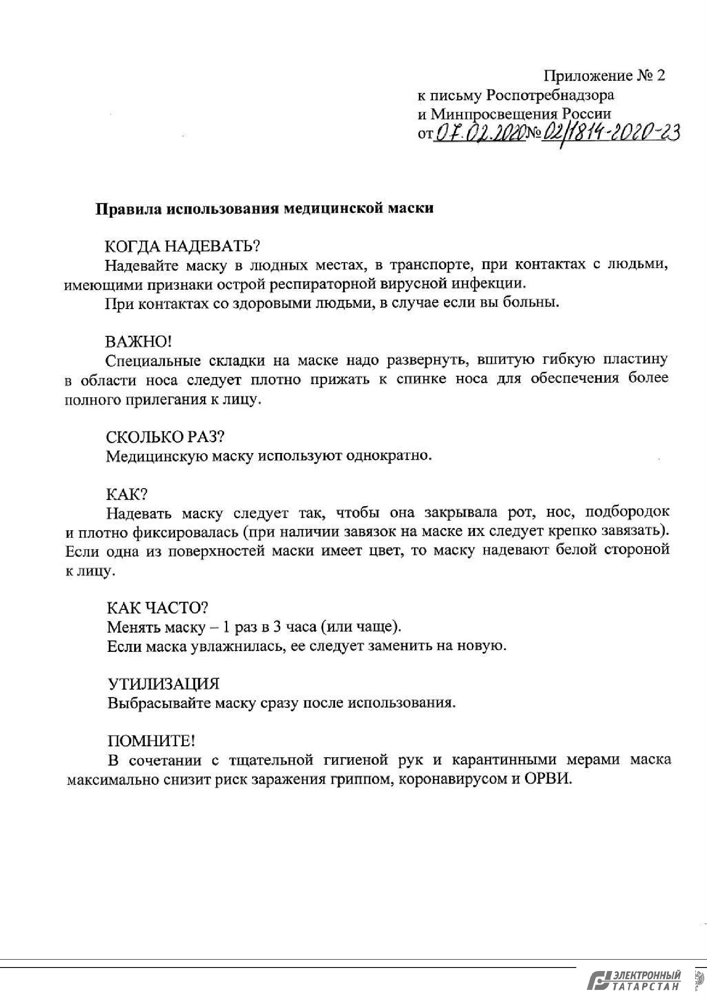 Приложение № 2
к письму Роспотребнадзора
и Минпросвещения России
от 07.02.2020 № 02/1814-2020-23
Правила использования медицинской маски
КОГДА НАДЕВАТЬ?
Надевайте маску в людных местах, в транспорте, при контактах с людьми,
имеющими признаки острой респираторной вирусной инфекции.
При контактах со здоровыми людьми, в случае если вы больны.
ВАЖНО!
Специальные складки на маске надо развернуть, вшитую гибкую пластину
в области носа следует плотно прижать к спинке носа для обеспечения более
полного прилегания к лицу.
СКОЛЬКО РАЗ?
Медицинскую маску используют однократно.
КАК?
Надевать маску следует так, чтобы она закрывала рот, нос, подбородок
и плотно фиксировалась (при наличии завязок на маске их следует крепко завязать).
Если одна из поверхностей маски имеет цвет, то маску надевают белой стороной
к лицу.
КАК ЧАСТО?
Менять маску – 1 раз в 3 часа (или чаще).
Если маска увлажнилась, ее следует заменить на новую.
УТИЛИЗАЦИЯ
Выбрасывайте маску сразу после использования.
ПОМНИТЕ!
В сочетании с тщательной гигиеной рук и карантинными мерами маска
максимально снизит риск заражения гриппом, коронавирусом и ОРВИ.
ЭЛЕКТРОННЫЙ
ТАТАРСТАН